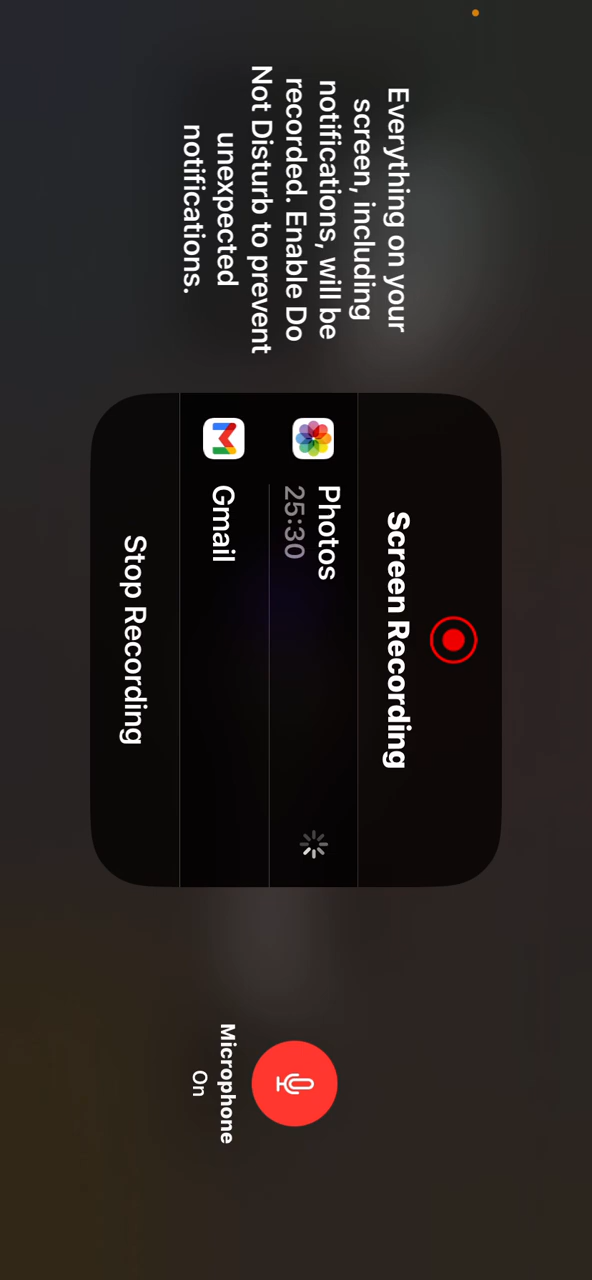 Everything on your
screen, including
notifications, will be
recorded. Enable Do
Not Disturb to prevent
unexpected
notifications.
Screen Recording
Photos
25:30
Gmail
Stop Recording
Microphone
On